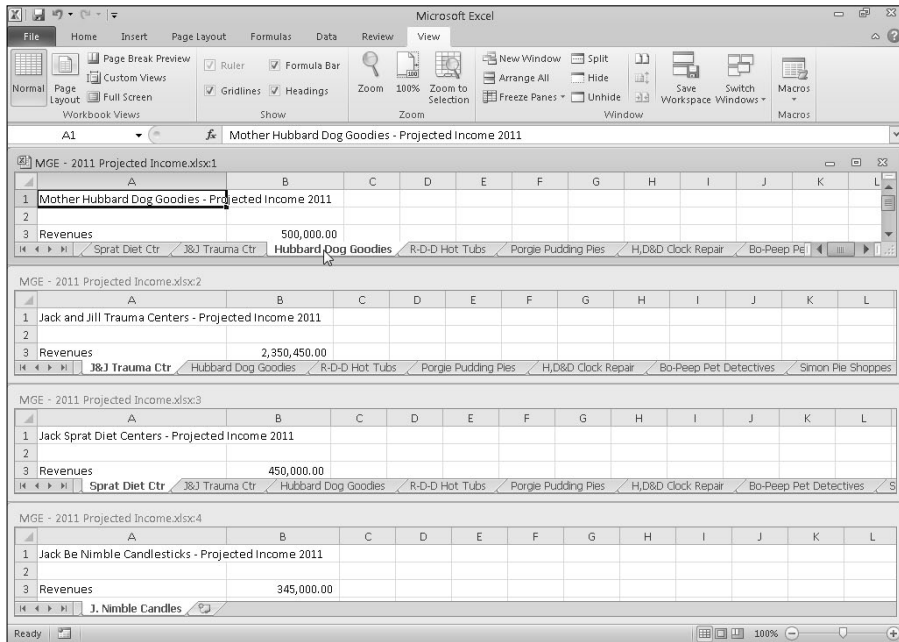 Microsoft Excel
File Home Insert Page Layout Formulas Data Review View
Normal
Page Layout
Page Break Preview
Custom Views
Full Screen
Workbook Views
Ruler
Formula Bar
Gridlines
Headings
Show
Zoom
100%
Zoom to Selection
Zoom
New Window
Arrange All
Freeze Panes
Split
Hide
Unhide
Save Workspace
Switch Windows
Window
Macros
Macros
A1 fx Mother Hubbard Dog Goodies - Projected Income 2011
MGE - 2011 Projected Income.xlsx:1
A B C D E F G H I J K L
1 Mother Hubbard Dog Goodies - Projected Income 2011
2
3 Revenues 500,000.00
Sprat Diet Ctr J&J Trauma Ctr Hubbard Dog Goodies R-D-D Hot Tubs Porgie Pudding Pies H,D&D Clock Repair Bo-Peep Pe
MGE - 2011 Projected Income.xlsx:2
A B C D E F G H I J K L
1 Jack and Jill Trauma Centers - Projected Income 2011
2
3 Revenues 2,350,450.00
J&J Trauma Ctr Hubbard Dog Goodies R-D-D Hot Tubs Porgie Pudding Pies H,D&D Clock Repair Bo-Peep Pet Detectives Simon Pie Shoppes
MGE - 2011 Projected Income.xlsx:3
A B C D E F G H I J K L
1 Jack Sprat Diet Centers - Projected Income 2011
2
3 Revenues 450,000.00
Sprat Diet Ctr J&J Trauma Ctr Hubbard Dog Goodies R-D-D Hot Tubs Porgie Pudding Pies H,D&D Clock Repair Bo-Peep Pet Detectives S
MGE - 2011 Projected Income.xlsx:4
A B C D E F G H I J K L
1 Jack Be Nimble Candlesticks - Projected Income 2011
2
3 Revenues 345,000.00
J. Nimble Candles
Ready 100%